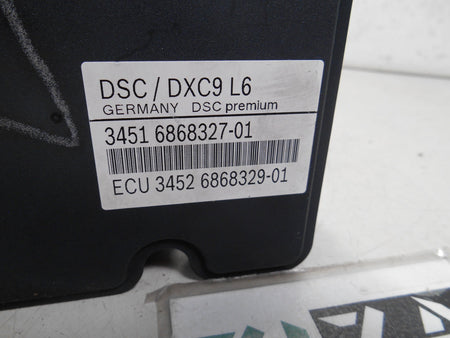 DSC / DXC9 L6
GERMANY DSC premium
3451 6868327-01
ECU 3452 6868329-01